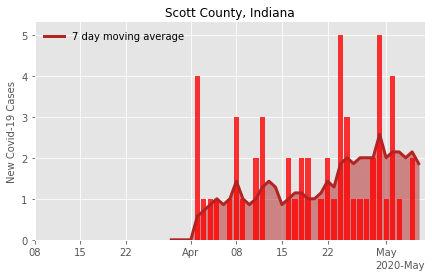 Scott County, Indiana
7 day moving average
New Covid-19 Cases
5
4
3
2
1
0
08 15 22 Apr 08 15 22 May
2020-May